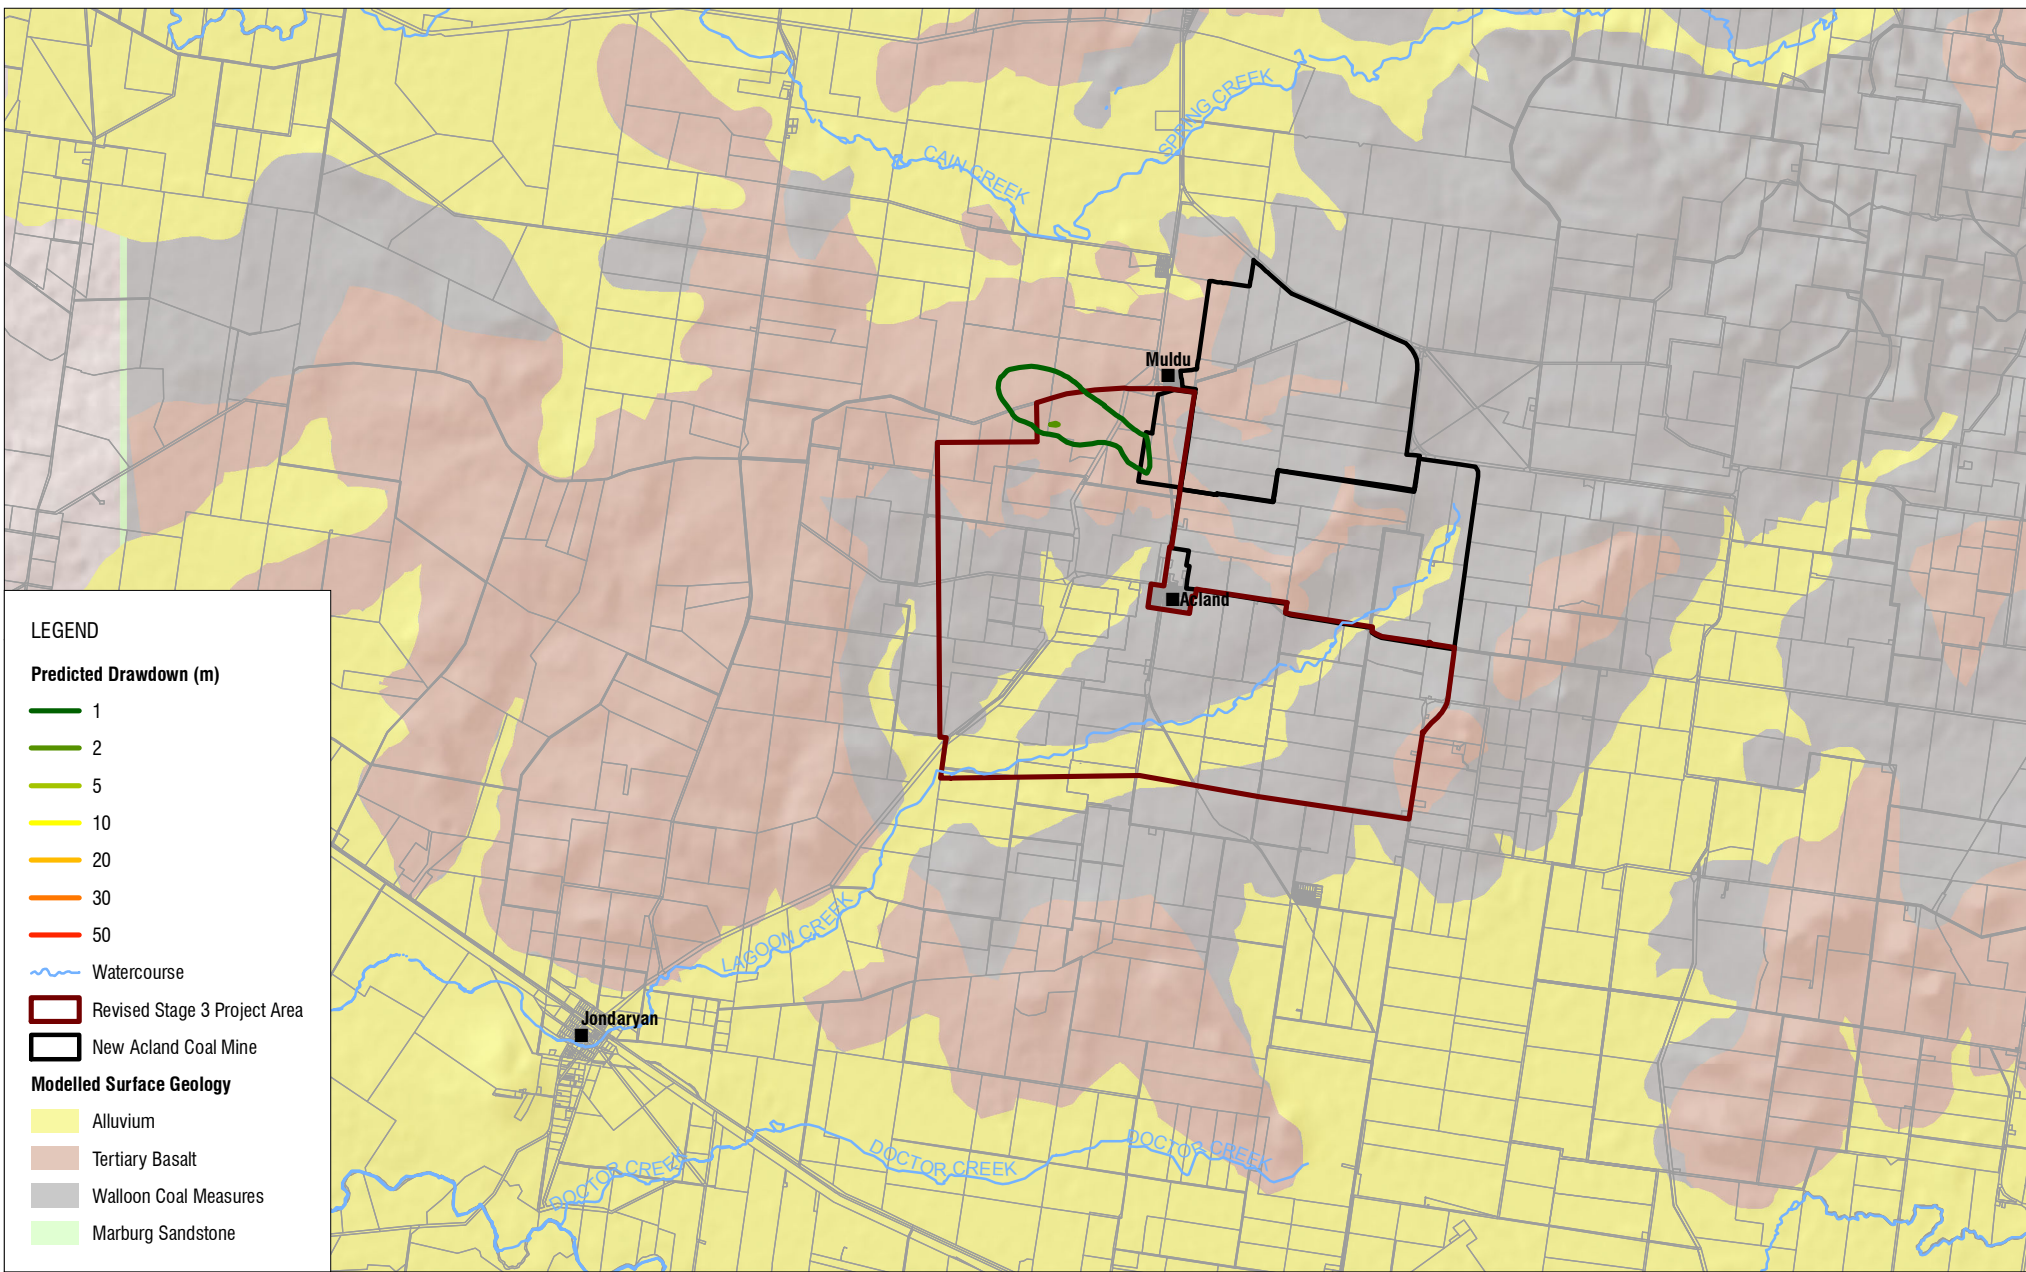 SPRING CREEK
CAIN CREEK
Muldu
Acland
LAGOON CREEK
Jondaryan
DOCTOR CREEK
DOCTOR CREEK
DOCTOR CREEK
LEGEND
Predicted Drawdown (m)
1
2
5
10
20
30
50
Watercourse
Revised Stage 3 Project Area
New Acland Coal Mine
Modelled Surface Geology
Alluvium
Tertiary Basalt
Walloon Coal Measures
Marburg Sandstone